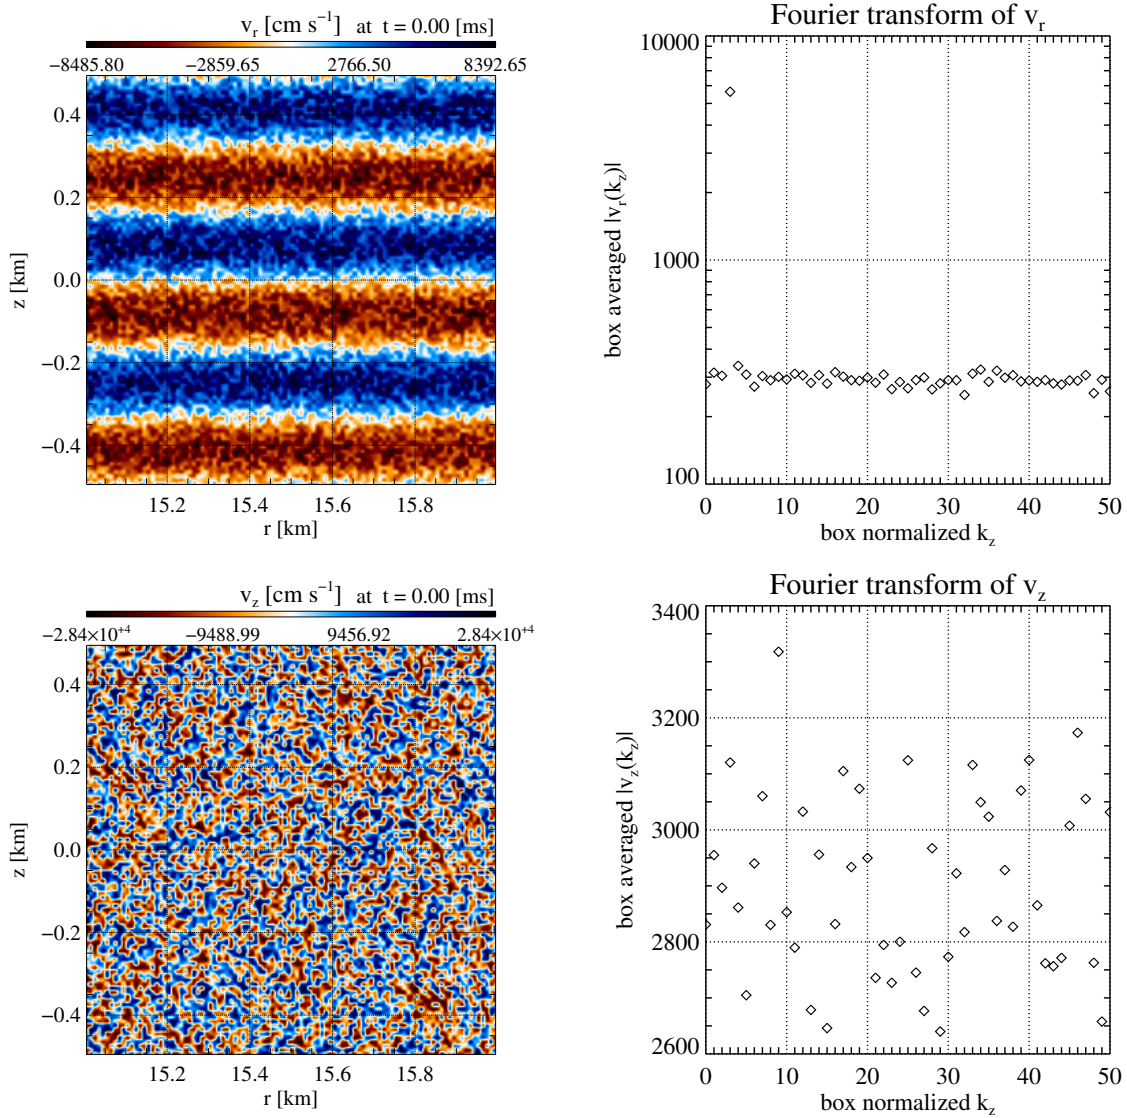 v_r [cm s⁻¹] at t = 0.00 [ms]
−8485.80 −2859.65 2766.50 8392.65
0.4
0.2
0.0
−0.2
−0.4
z [km]
15.2 15.4 15.6 15.8
r [km]
Fourier transform of v_r
10000
1000
100
box averaged |v_r(k_z)|
0 10 20 30 40 50
box normalized k_z
v_z [cm s⁻¹] at t = 0.00 [ms]
−2.84×10⁺⁴ −9488.99 9456.92 2.84×10⁺⁴
0.4
0.2
0.0
−0.2
−0.4
z [km]
15.2 15.4 15.6 15.8
r [km]
Fourier transform of v_z
3400
3200
3000
2800
2600
box averaged |v_z(k_z)|
0 10 20 30 40 50
box normalized k_z